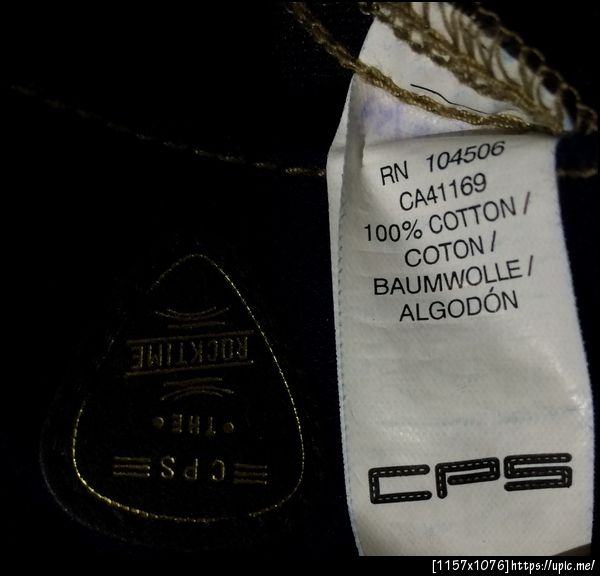 RN 104506
CA41169
100% COTTON /
COTON /
BAUMWOLLE /
ALGODÓN
CPS
CPS
• THE •
ROCKTIME
[1157x1076]https://upic.me/